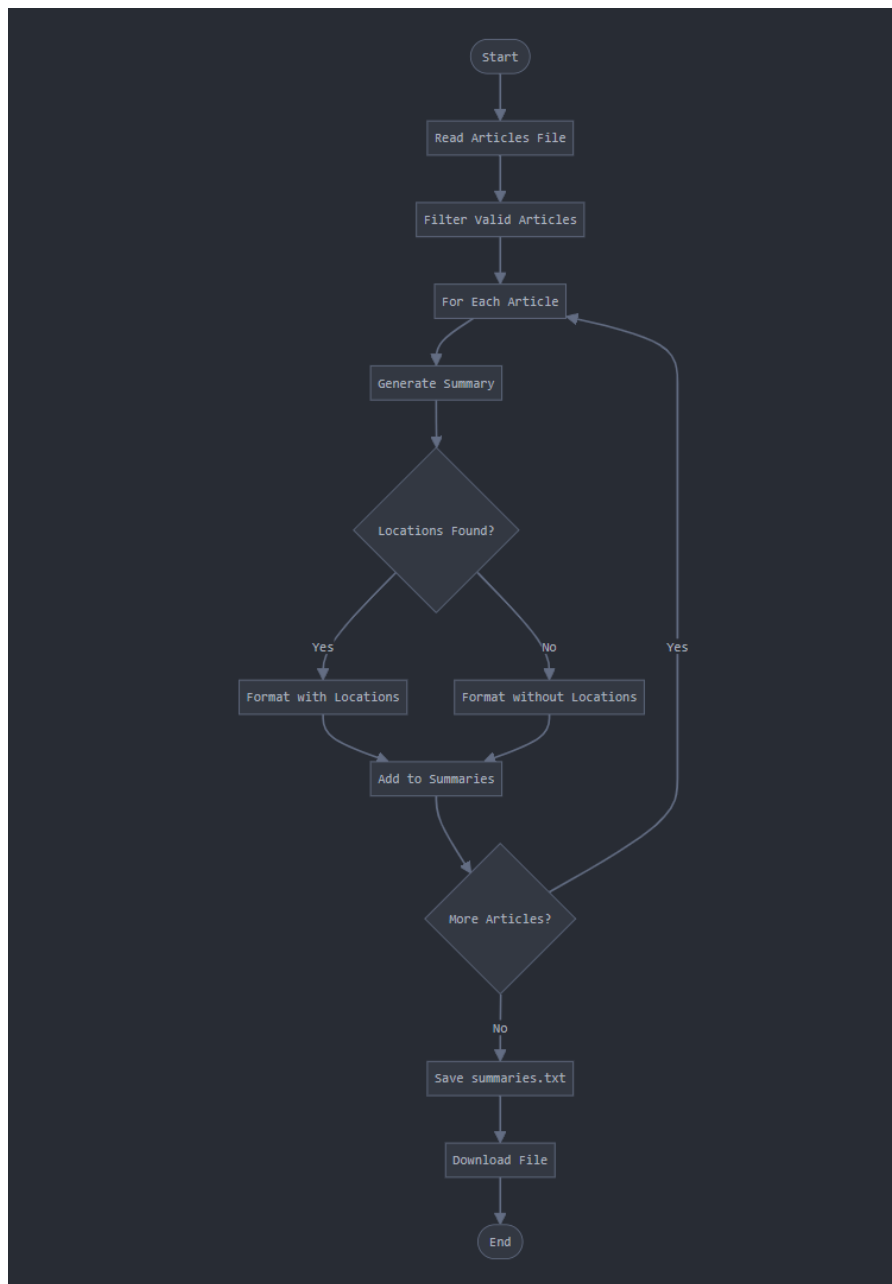 Start
Read Articles File
Filter Valid Articles
For Each Article
Generate Summary
Locations Found?
Yes
No
Yes
Format with Locations
Format without Locations
Add to Summaries
More Articles?
No
Save summaries.txt
Download File
End